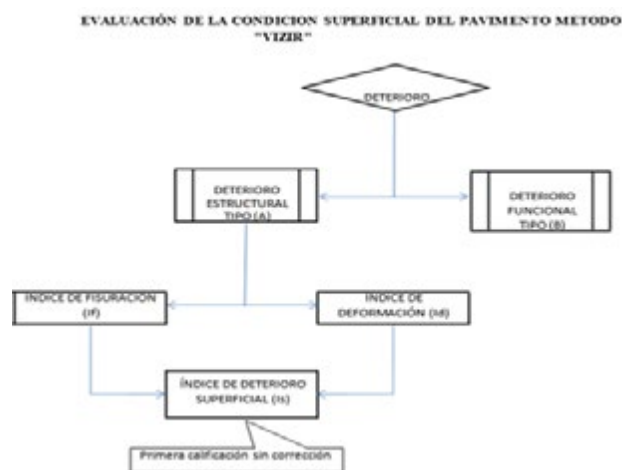 EVALUACIÓN DE LA CONDICION SUPERFICIAL DEL PAVIMENTO METODO
"VIZIR"
DETERIORO
DETERIORO
ESTRUCTURAL
TIPO (A)
DETERIORO
FUNCIONAL
TIPO (B)
INDICE DE FISURACIÓN
(If)
INDICE DE
DEFORMACIÓN (Id)
ÍNDICE DE DETERIORO
SUPERFICIAL (Is)
Primera calificación sin corrección